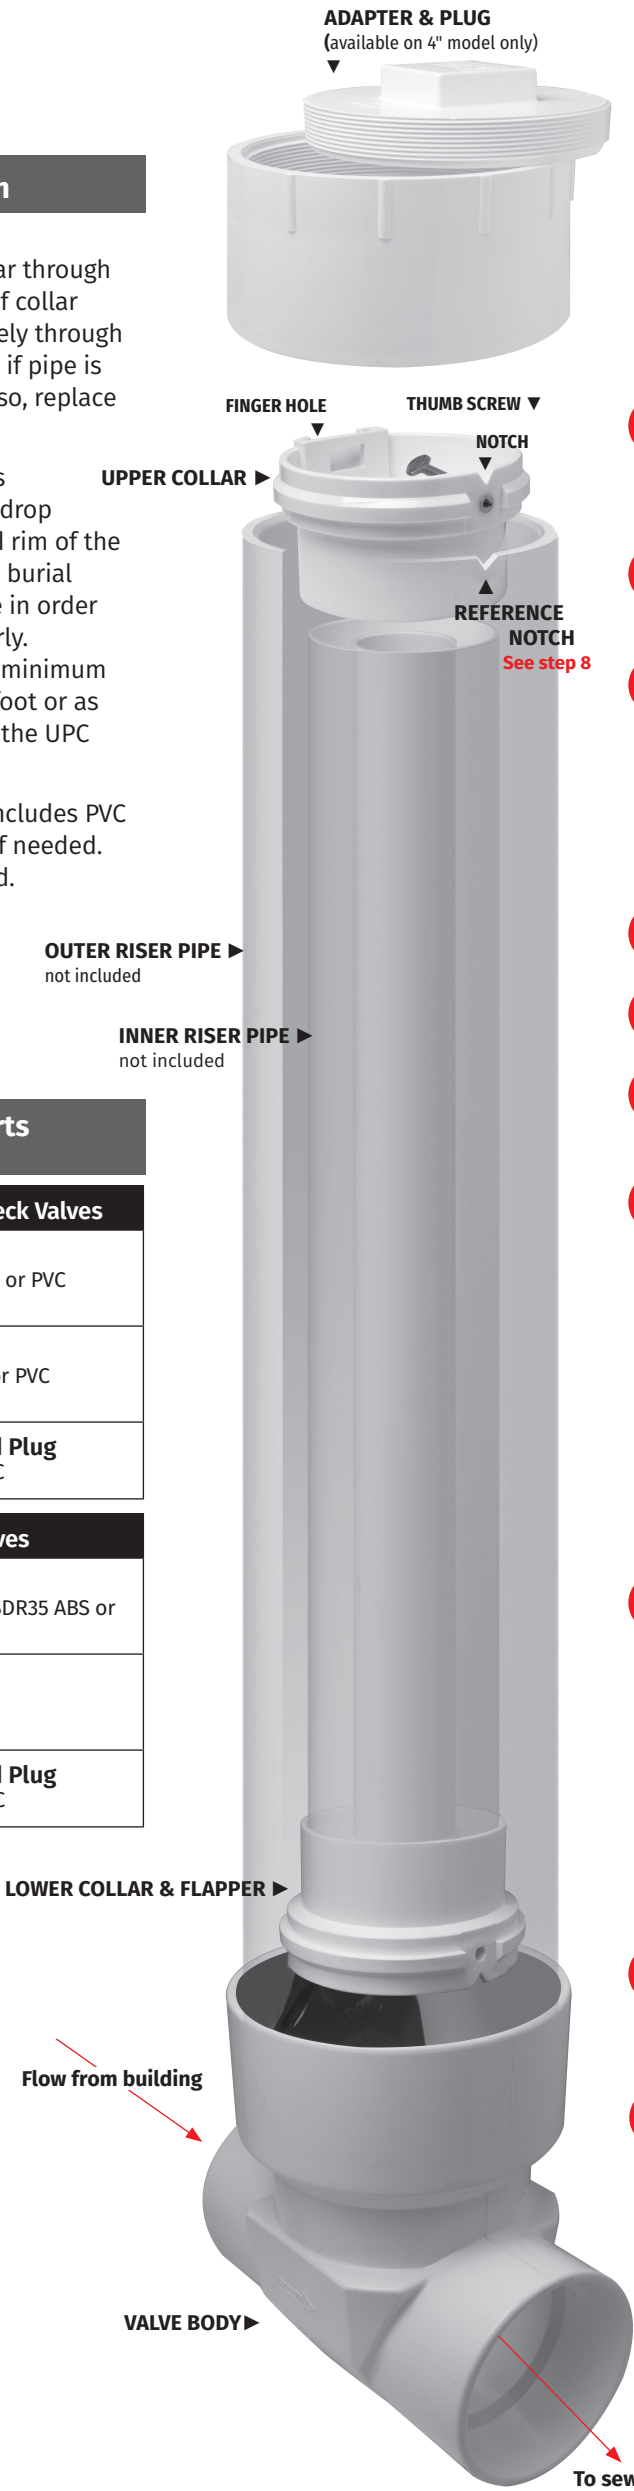 ADAPTER & PLUG
(available on 4" model only)
▼
ar through
f collar
ely through
if pipe is
so, replace
FINGER HOLE
▼
THUMB SCREW ▼
NOTCH
▼
UPPER COLLAR ►
s
drop
d rim of the
burial
e in order
rly.
minimum
foot or as
the UPC
▲
REFERENCE
NOTCH
See step 8
ncludes PVC
if needed.
d.
OUTER RISER PIPE ►
not included
INNER RISER PIPE ►
not included
rts
eck Valves
or PVC
or PVC
d Plug
C
ves
SDR35 ABS or
d Plug
C
LOWER COLLAR & FLAPPER ►
Flow from building
VALVE BODY►
To sew